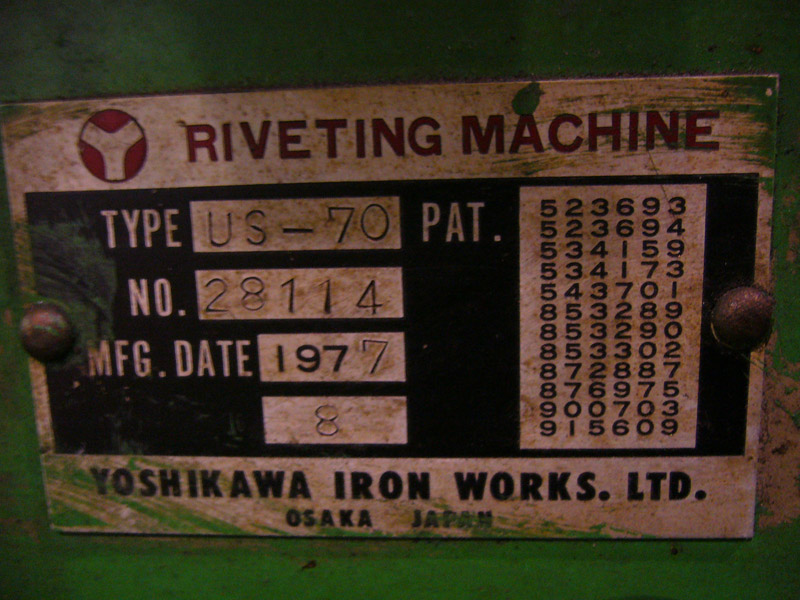 RIVETING MACHINE
TYPE US-70 PAT.
NO. 28114
MFG. DATE 1977
8
523693
523694
534159
534173
543701
853289
853290
853302
872887
876975
900703
915609
YOSHIKAWA IRON WORKS. LTD.
OSAKA JAPAN